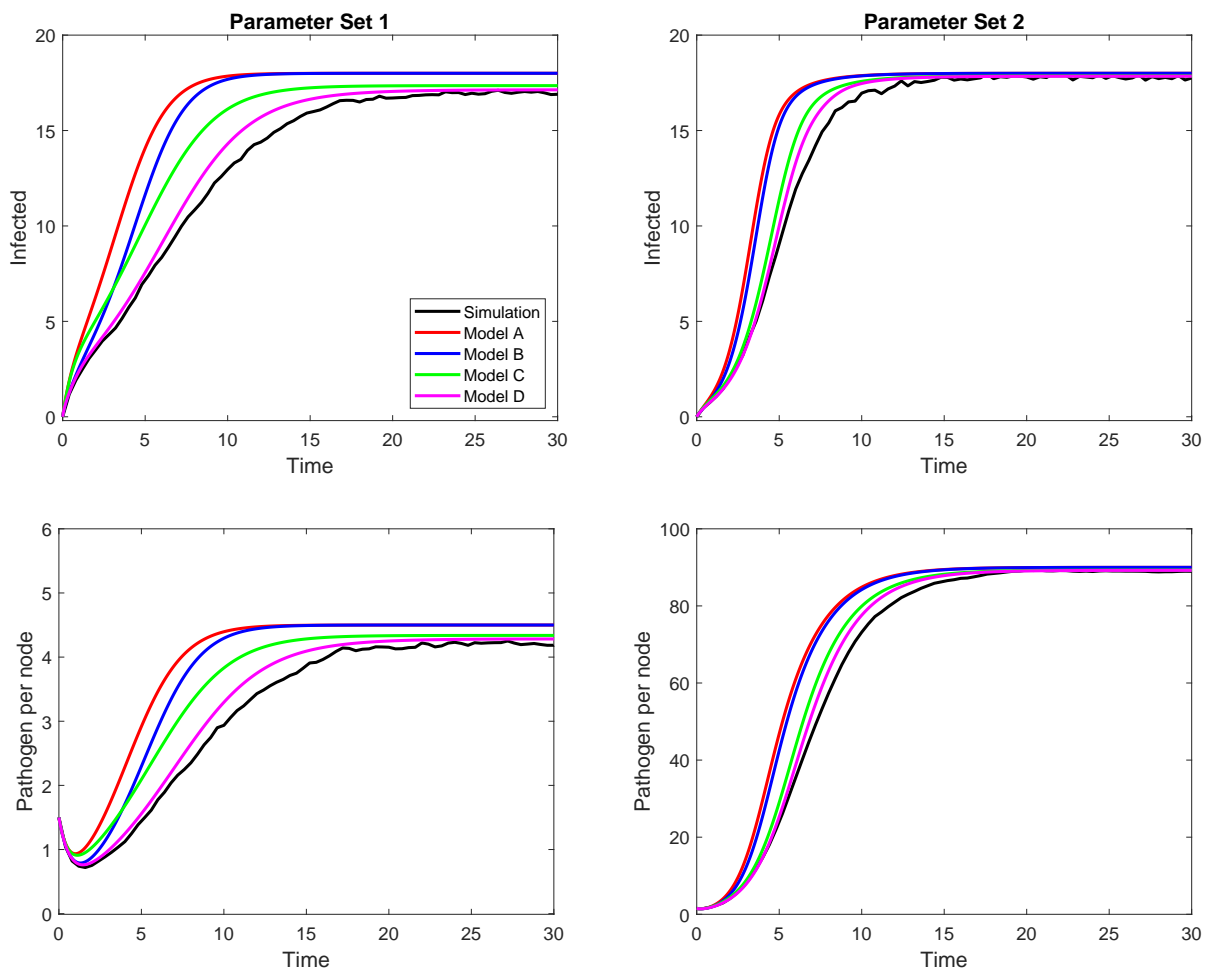 Parameter Set 1
20
15
10
5
0
Infected
0 5 10 15 20 25 30
Time
Simulation
Model A
Model B
Model C
Model D
Parameter Set 2
20
15
10
5
0
Infected
0 5 10 15 20 25 30
Time
6
5
4
3
2
1
0
Pathogen per node
0 5 10 15 20 25 30
Time
100
80
60
40
20
0
Pathogen per node
0 5 10 15 20 25 30
Time